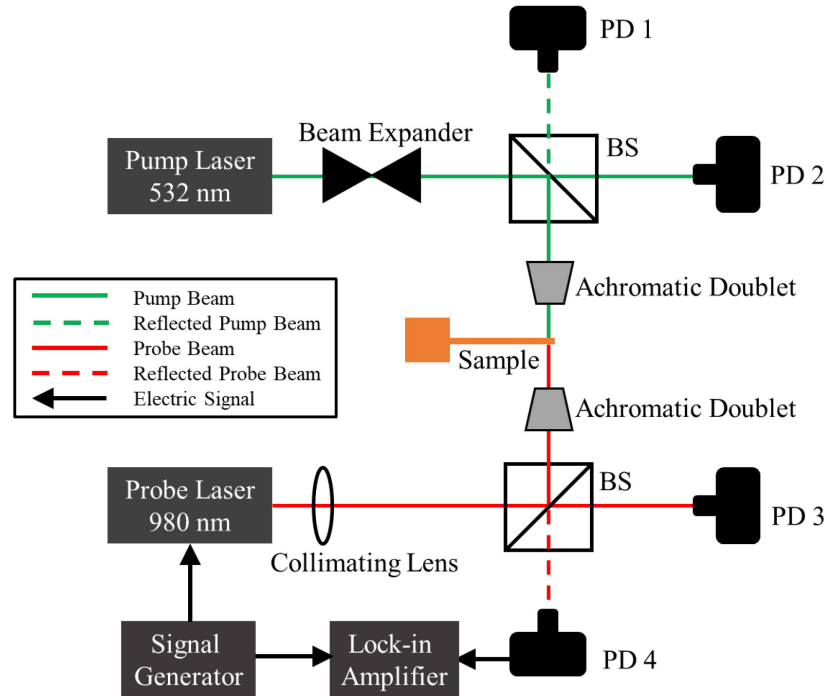 PD 1
Beam Expander
BS
Pump Laser
532 nm
PD 2
Achromatic Doublet
Pump Beam
Reflected Pump Beam
Probe Beam
Reflected Probe Beam
Electric Signal
Sample
Achromatic Doublet
Probe Laser
980 nm
BS
PD 3
Collimating Lens
Signal
Generator
Lock-in
Amplifier
PD 4